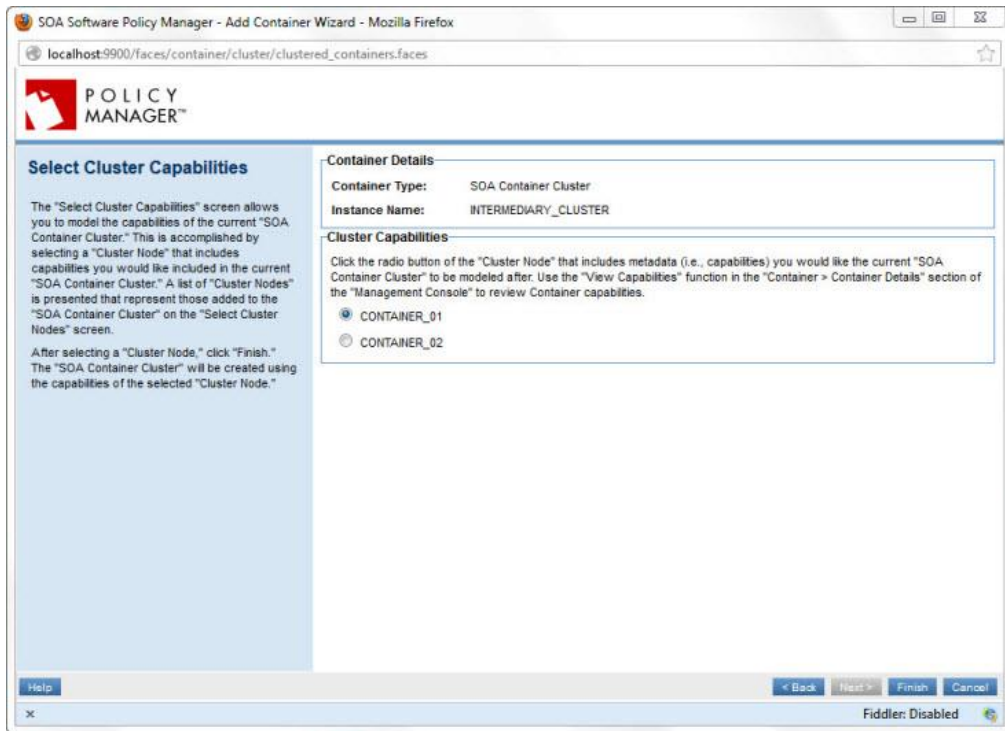 SOA Software Policy Manager - Add Container Wizard - Mozilla Firefox
localhost:9900/faces/container/cluster/clustered_containers.faces
POLICY
MANAGER™
Select Cluster Capabilities
The "Select Cluster Capabilities" screen allows
you to model the capabilities of the current "SOA
Container Cluster." This is accomplished by
selecting a "Cluster Node" that includes
capabilities you would like included in the current
"SOA Container Cluster." A list of "Cluster Nodes"
is presented that represent those added to the
"SOA Container Cluster" on the "Select Cluster
Nodes" screen.
After selecting a "Cluster Node," click "Finish."
The "SOA Container Cluster" will be created using
the capabilities of the selected "Cluster Node."
Container Details
Container Type: SOA Container Cluster
Instance Name: INTERMEDIARY_CLUSTER
Cluster Capabilities
Click the radio button of the "Cluster Node" that includes metadata (i.e., capabilities) you would like the current "SOA
Container Cluster" to be modeled after. Use the "View Capabilities" function in the "Container > Container Details" section of
the "Management Console" to review Container capabilities.
CONTAINER_01
CONTAINER_02
Help
< Back Next > Finish Cancel
× Fiddler: Disabled